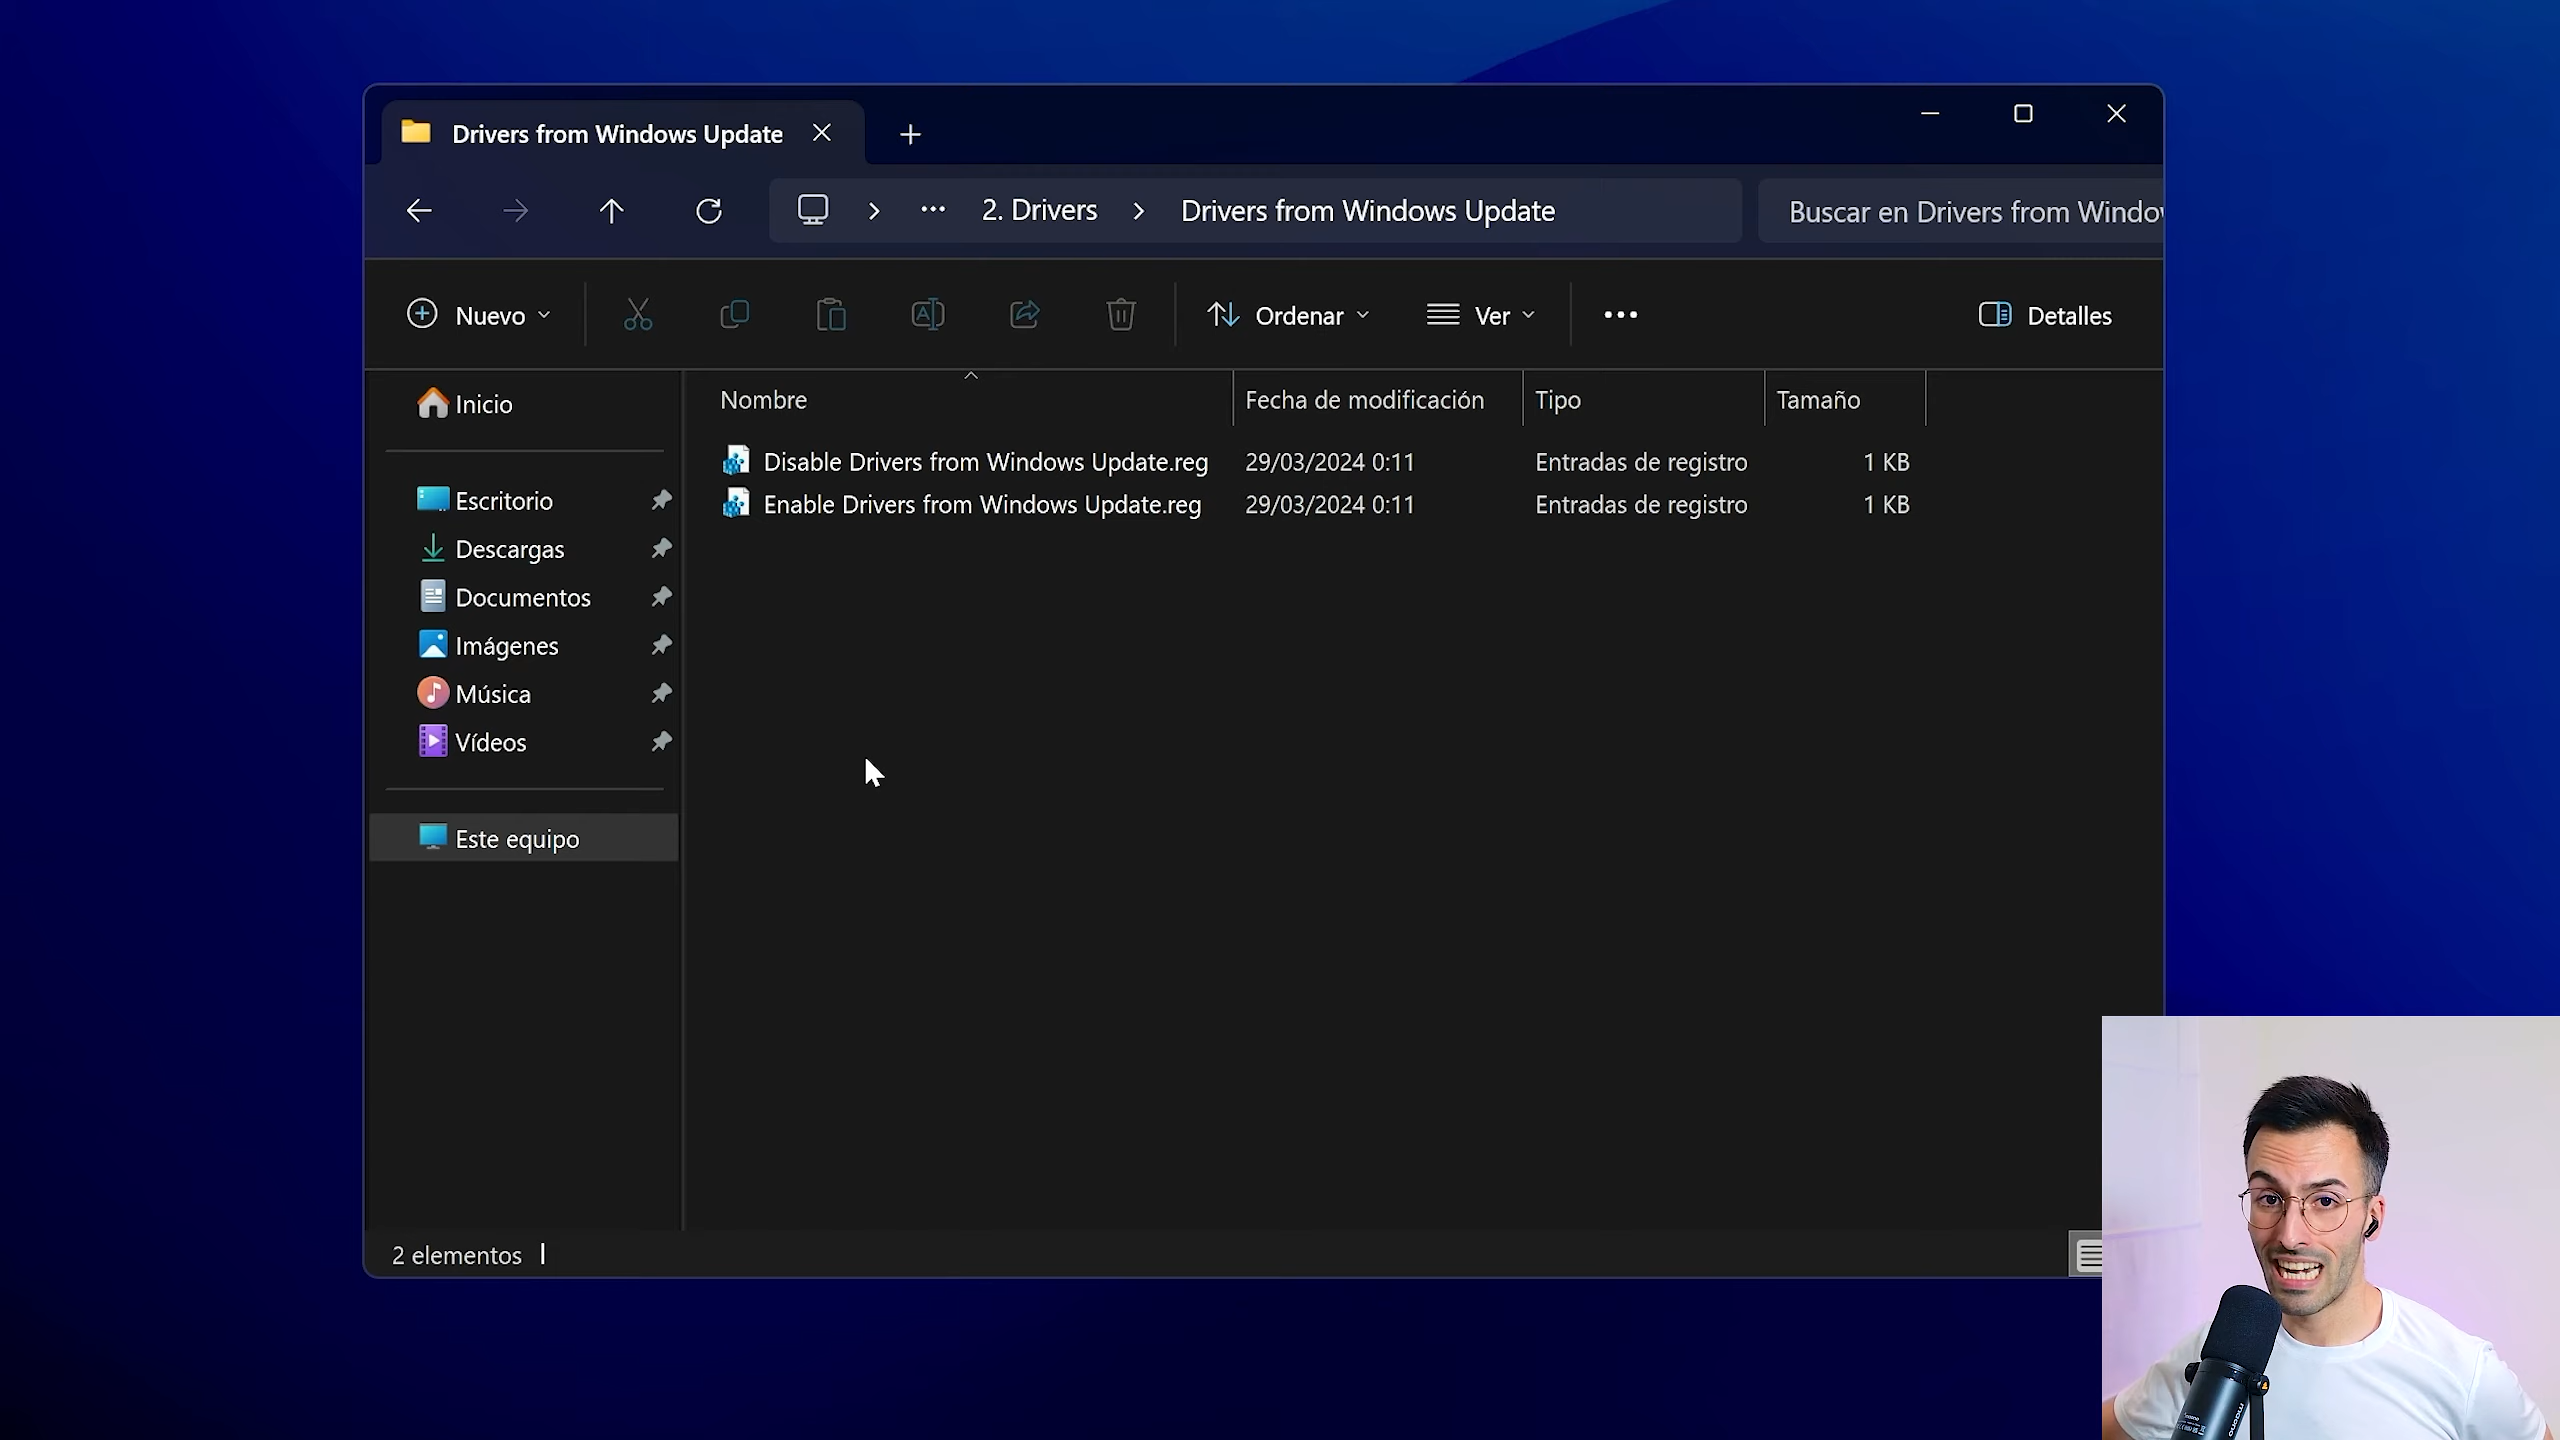 Drivers from Windows Update
2. Drivers
Drivers from Windows Update
Buscar en Drivers from Windo
Nuevo
Ordenar
Ver
Detalles
Inicio
Escritorio
Descargas
Documentos
Imágenes
Música
Vídeos
Este equipo
Nombre Fecha de modificación Tipo Tamaño
Disable Drivers from Windows Update.reg 29/03/2024 0:11 Entradas de registro 1 KB
Enable Drivers from Windows Update.reg 29/03/2024 0:11 Entradas de registro 1 KB
2 elementos